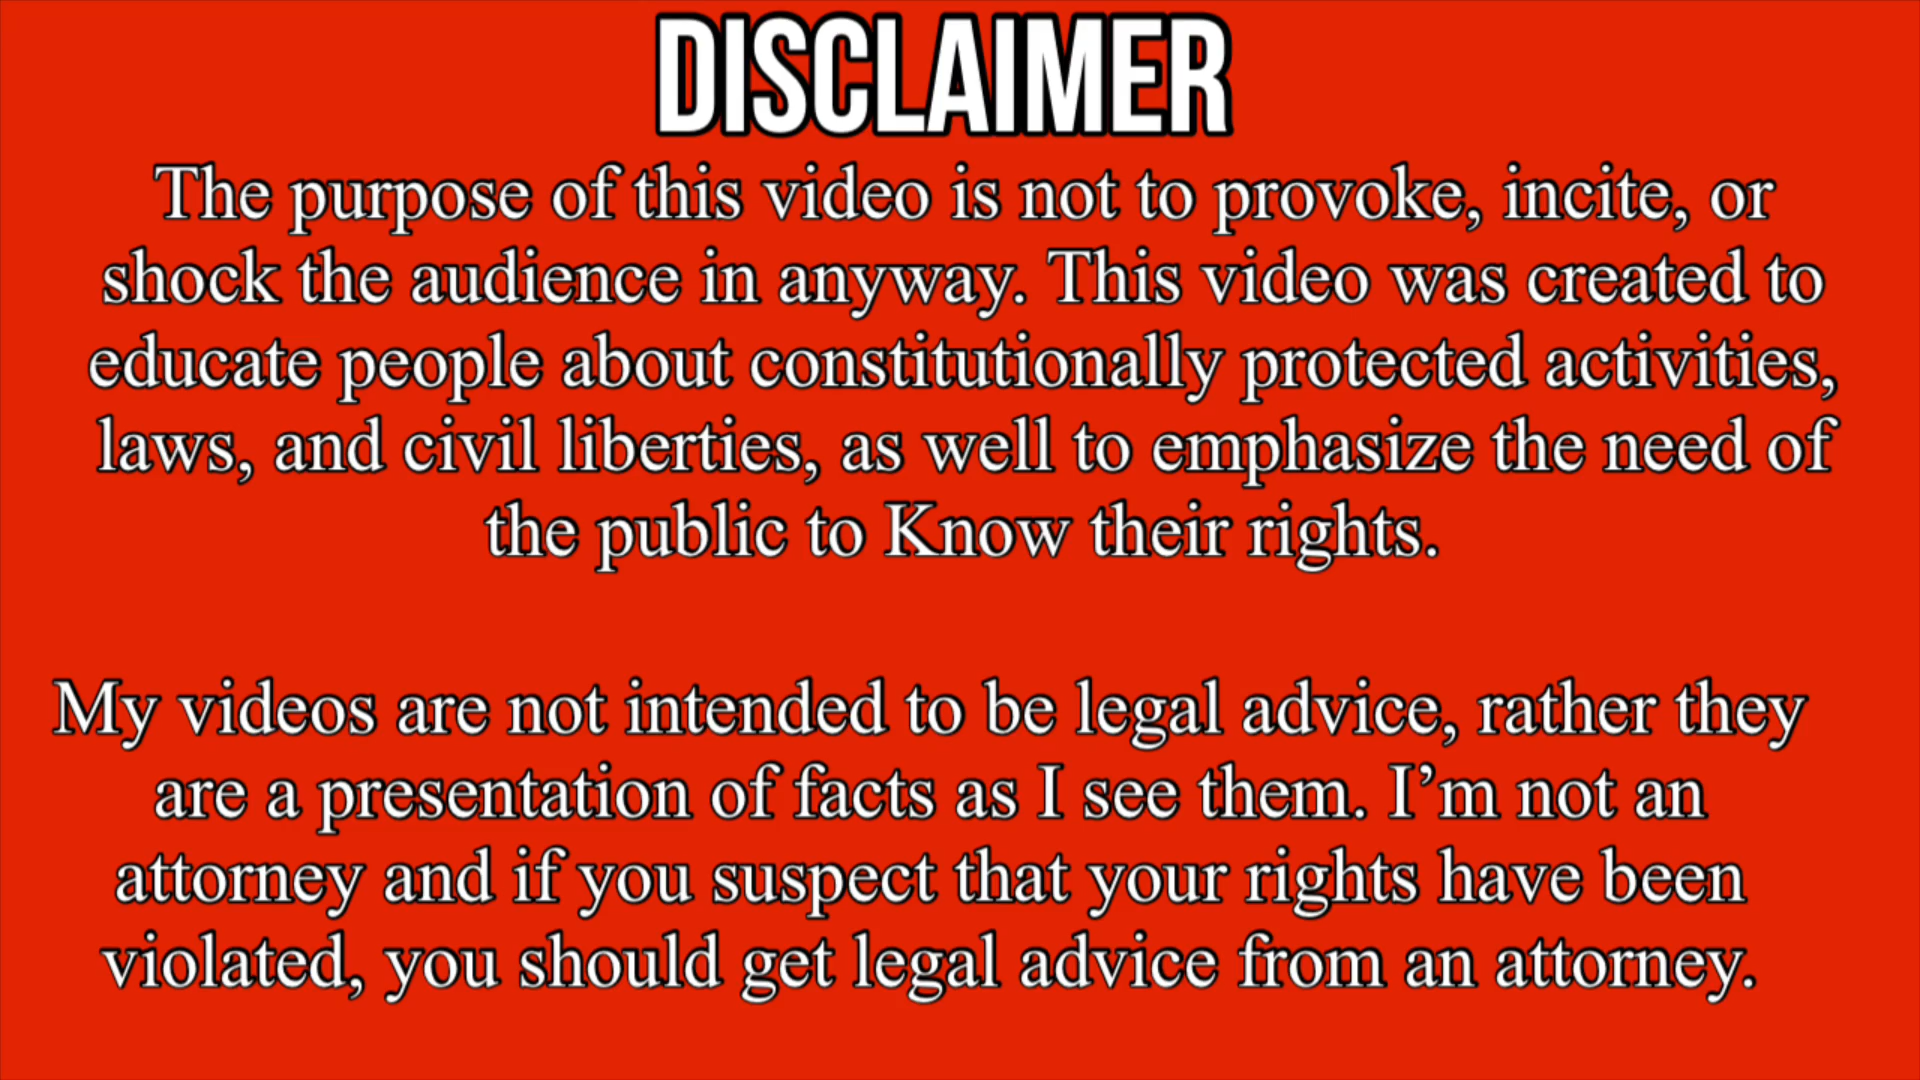 DISCLAIMER
The purpose of this video is not to provoke, incite, or
shock the audience in anyway. This video was created to
educate people about constitutionally protected activities,
laws, and civil liberties, as well to emphasize the need of
the public to Know their rights.
My videos are not intended to be legal advice, rather they
are a presentation of facts as I see them. I’m not an
attorney and if you suspect that your rights have been
violated, you should get legal advice from an attorney.